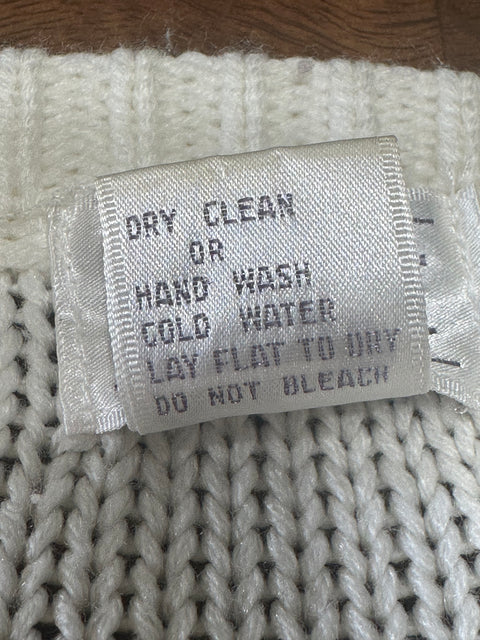 DRY CLEAN
OR
HAND WASH
COLD WATER
LAY FLAT TO DRY
DO NOT BLEACH